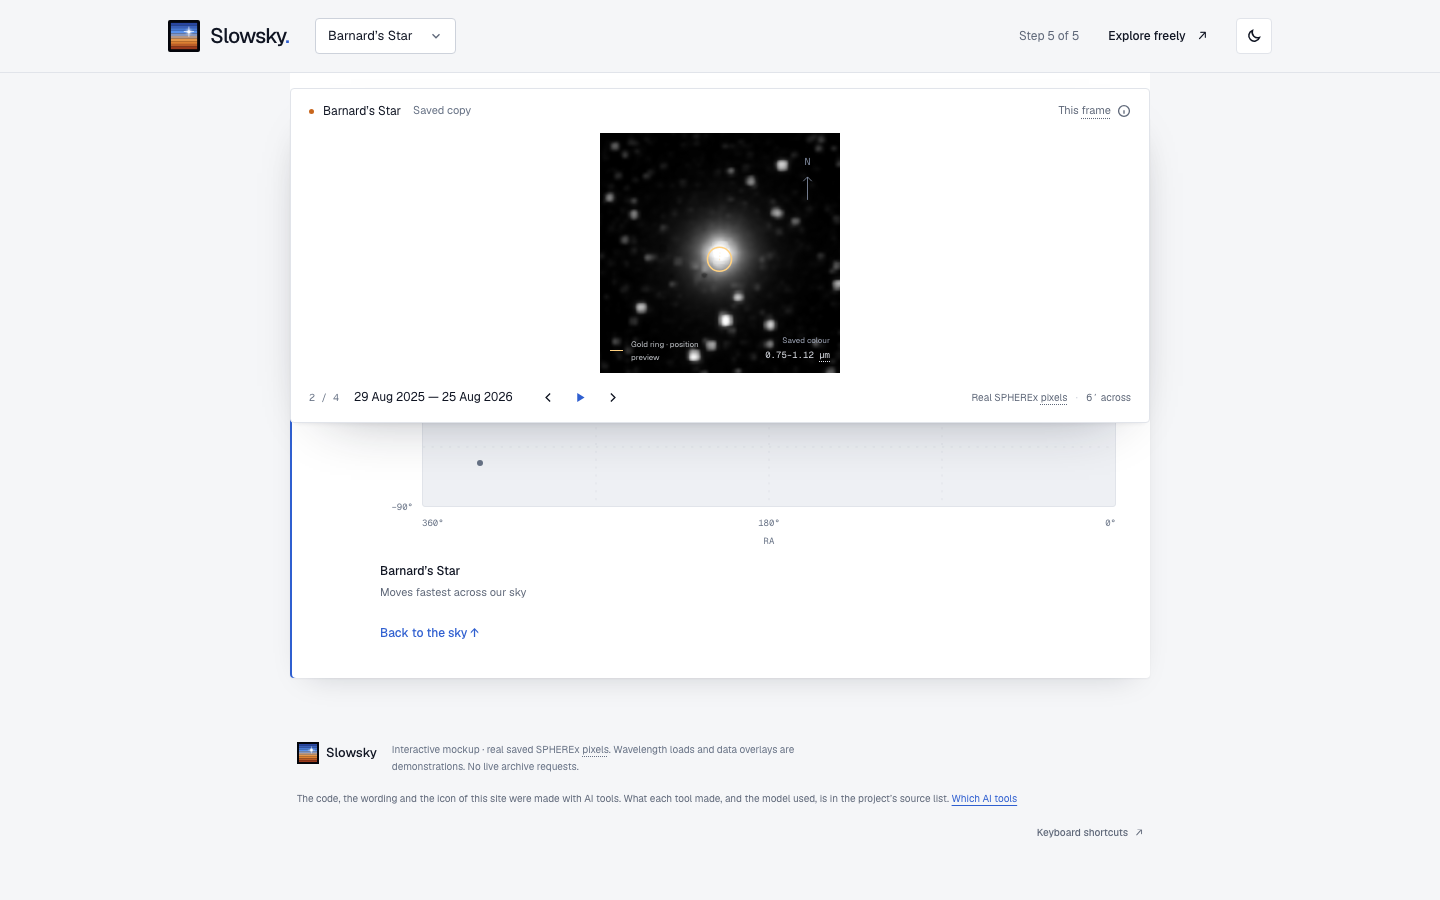 Slowsky.
Barnard's Star
Step 5 of 5
Explore freely
Barnard's Star
Saved copy
This frame
N
Gold ring · position
preview
Saved colour
0.75–1.12 µm
2 / 4
29 Aug 2025 — 25 Aug 2026
Real SPHEREx pixels · 6′ across
−90°
360°
180°
0°
RA
Barnard's Star
Moves fastest across our sky
Back to the sky ↑
Slowsky
Interactive mockup · real saved SPHEREx pixels. Wavelength loads and data overlays are
demonstrations. No live archive requests.
The code, the wording and the icon of this site were made with AI tools. What each tool made, and the model used, is in the project's source list. Which AI tools
Keyboard shortcuts